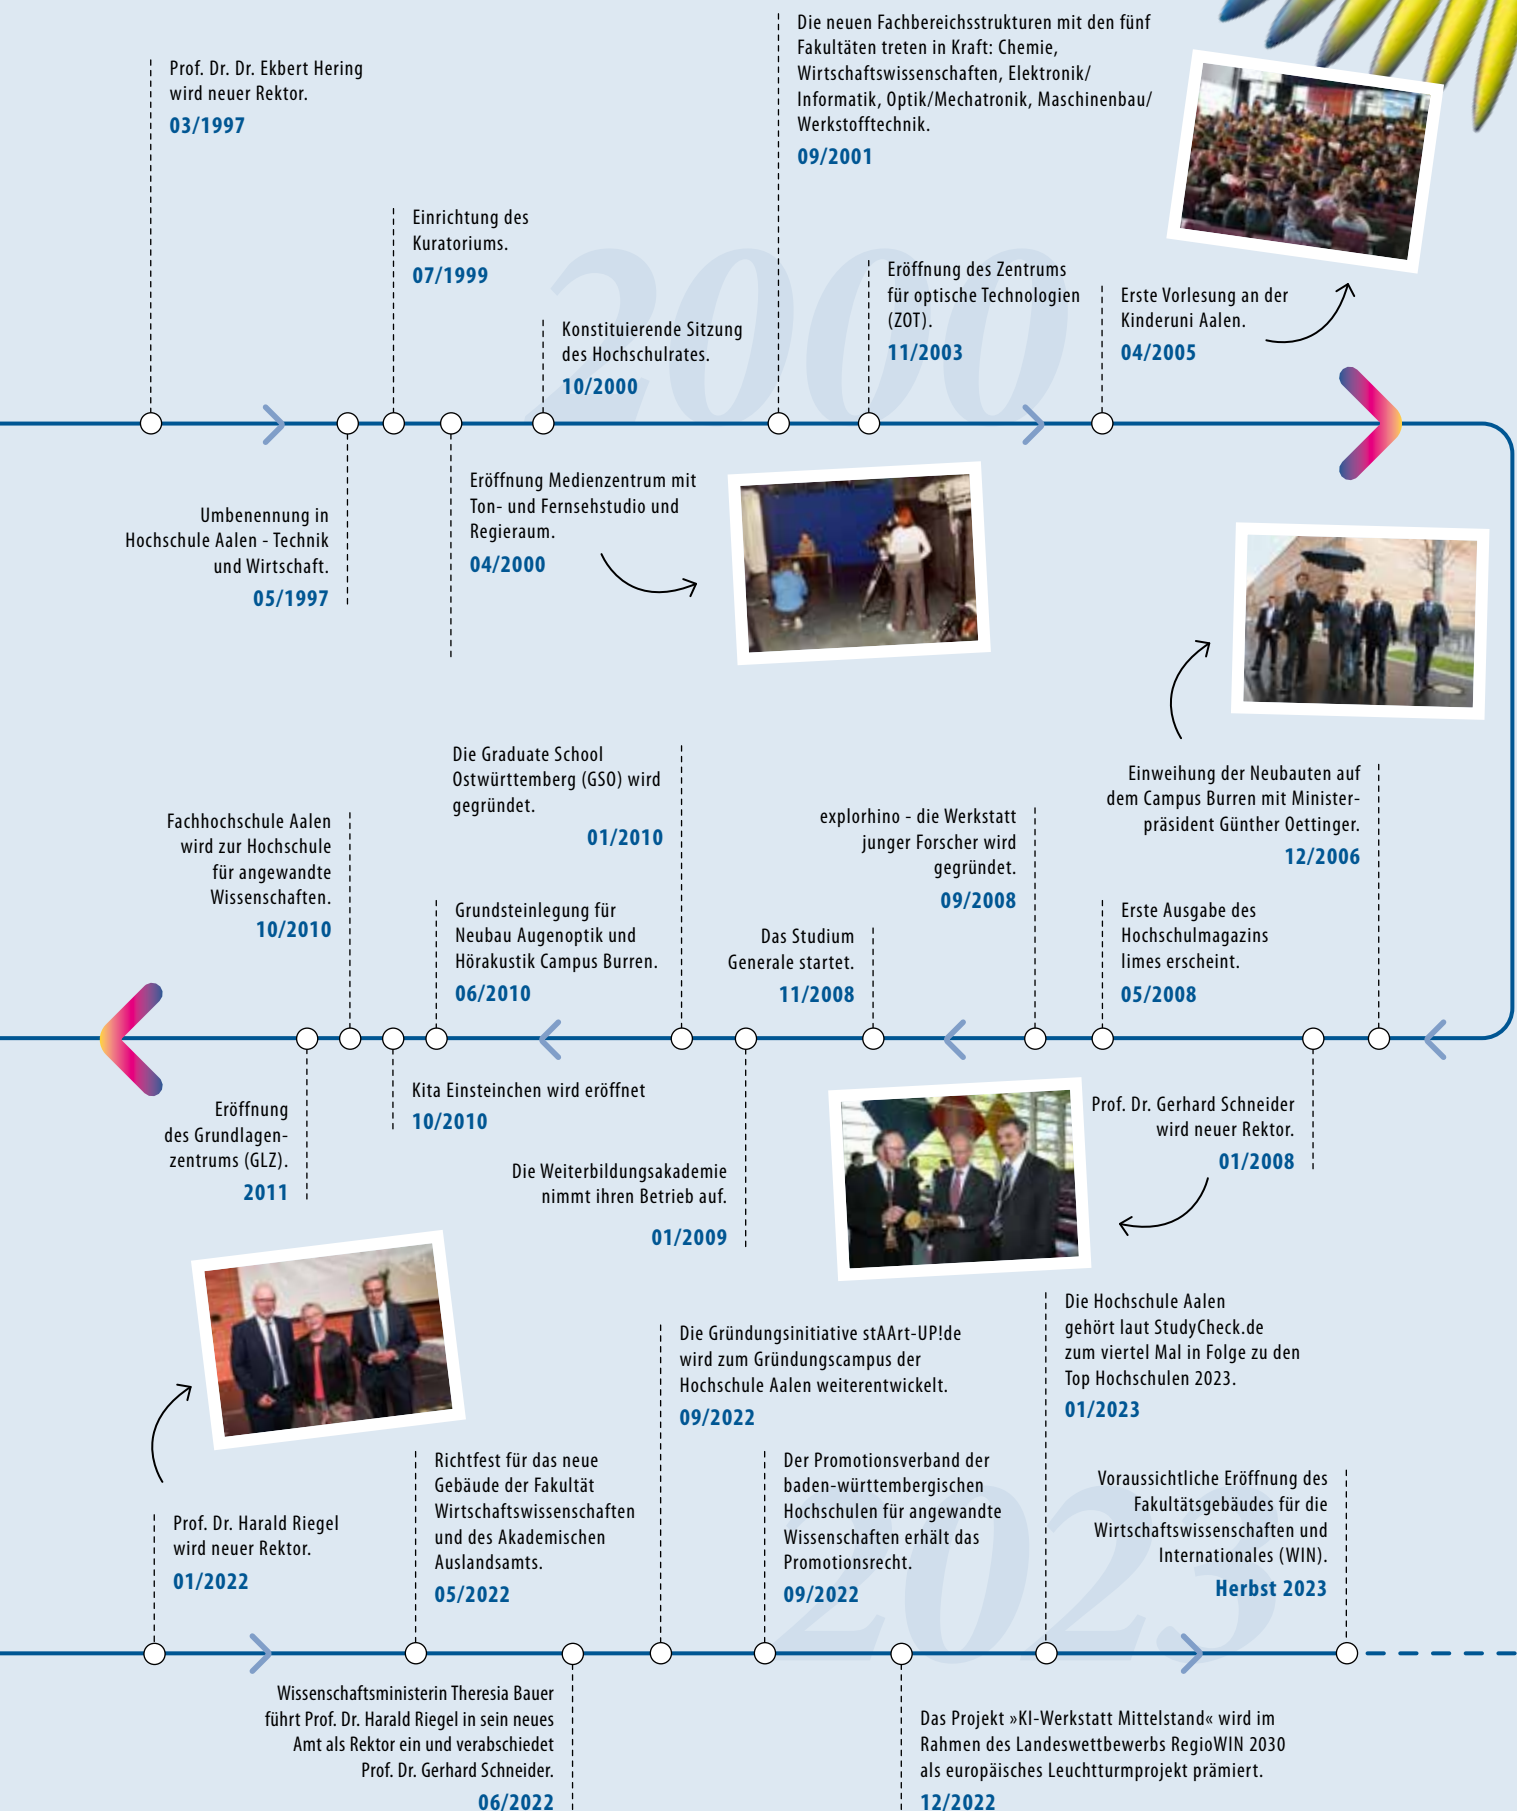 Prof. Dr. Dr. Ekbert Hering
wird neuer Rektor.
03/1997
Umbenennung in
Hochschule Aalen - Technik
und Wirtschaft.
05/1997
Einrichtung des
Kuratoriums.
07/1999
Eröffnung Medienzentrum mit
Ton- und Fernsehstudio und
Regieraum.
04/2000
2000
Konstituierende Sitzung
des Hochschulrates.
10/2000
Die neuen Fachbereichsstrukturen mit den fünf
Fakultäten treten in Kraft: Chemie,
Wirtschaftswissenschaften, Elektronik/
Informatik, Optik/Mechatronik, Maschinenbau/
Werkstofftechnik.
09/2001
Eröffnung des Zentrums
für optische Technologien
(ZOT).
11/2003
Erste Vorlesung an der
Kinderuni Aalen.
04/2005
Einweihung der Neubauten auf
dem Campus Burren mit Minister-
präsident Günther Oettinger.
12/2006
Prof. Dr. Gerhard Schneider
wird neuer Rektor.
01/2008
Erste Ausgabe des
Hochschulmagazins
limes erscheint.
05/2008
explorhino - die Werkstatt
junger Forscher wird
gegründet.
09/2008
Das Studium
Generale startet.
11/2008
Die Weiterbildungsakademie
nimmt ihren Betrieb auf.
01/2009
Die Graduate School
Ostwürttemberg (GSO) wird
gegründet.
01/2010
Grundsteinlegung für
Neubau Augenoptik und
Hörakustik Campus Burren.
06/2010
Kita Einsteinchen wird eröffnet
10/2010
Fachhochschule Aalen
wird zur Hochschule
für angewandte
Wissenschaften.
10/2010
Eröffnung
des Grundlagen-
zentrums (GLZ).
2011
Prof. Dr. Harald Riegel
wird neuer Rektor.
01/2022
Richtfest für das neue
Gebäude der Fakultät
Wirtschaftswissenschaften
und des Akademischen
Auslandsamts.
05/2022
Wissenschaftsministerin Theresia Bauer
führt Prof. Dr. Harald Riegel in sein neues
Amt als Rektor ein und verabschiedet
Prof. Dr. Gerhard Schneider.
06/2022
Die Gründungsinitiative stAArt-UP!de
wird zum Gründungscampus der
Hochschule Aalen weiterentwickelt.
09/2022
Der Promotionsverband der
baden-württembergischen
Hochschulen für angewandte
Wissenschaften erhält das
Promotionsrecht.
09/2022
Das Projekt »KI-Werkstatt Mittelstand« wird im
Rahmen des Landeswettbewerbs RegioWIN 2030
als europäisches Leuchtturmprojekt prämiert.
12/2022
2023
Die Hochschule Aalen
gehört laut StudyCheck.de
zum viertel Mal in Folge zu den
Top Hochschulen 2023.
01/2023
Voraussichtliche Eröffnung des
Fakultätsgebäudes für die
Wirtschaftswissenschaften und
Internationales (WIN).
Herbst 2023